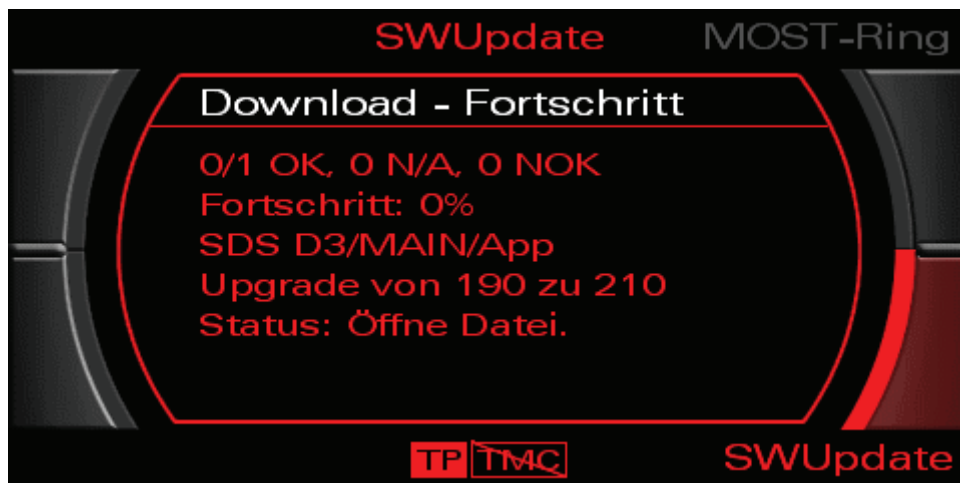 SWUpdate MOST-Ring
Download - Fortschritt
0/1 OK, 0 N/A, 0 NOK
Fortschritt: 0%
SDS D3/MAIN/App
Upgrade von 190 zu 210
Status: Öffne Datei.
TP TMC SWUpdate